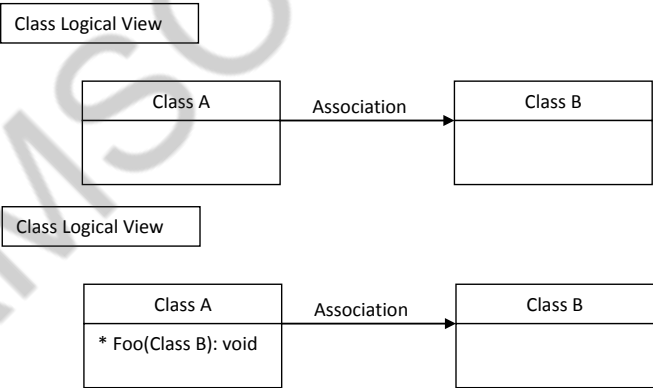 Class Logical View
Class A
Association
Class B
Class Logical View
Class A
Association
Class B
* Foo(Class B): void